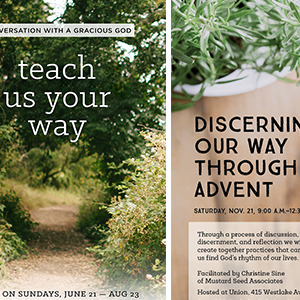 VERSATION WITH A GRACIOUS GOD
teach
us your
way
ON SUNDAYS, JUNE 21 — AUG 23
DISCERNIN
OUR WAY
THROUGH
ADVENT
SATURDAY, NOV. 21, 9:00 A.M.–12:3
Through a process of discussion,
discernment, and reflection we wi
create together practices that can
us find God's rhythm of our lives.
Facilitated by Christine Sine
of Mustard Seed Associates
Hosted at Union, 415 Westlake Av